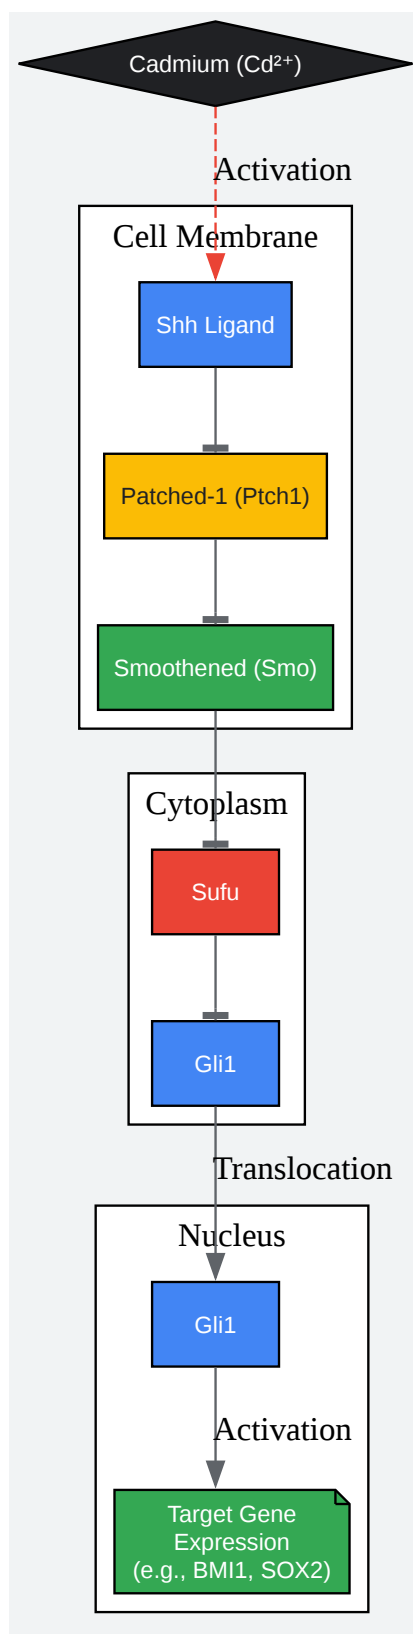 Cadmium (Cd²⁺)
Activation
Cell Membrane
Shh Ligand
Patched-1 (Ptch1)
Smoothened (Smo)
Cytoplasm
Sufu
Gli1
Translocation
Nucleus
Gli1
Activation
Target Gene
Expression
(e.g., BMI1, SOX2)